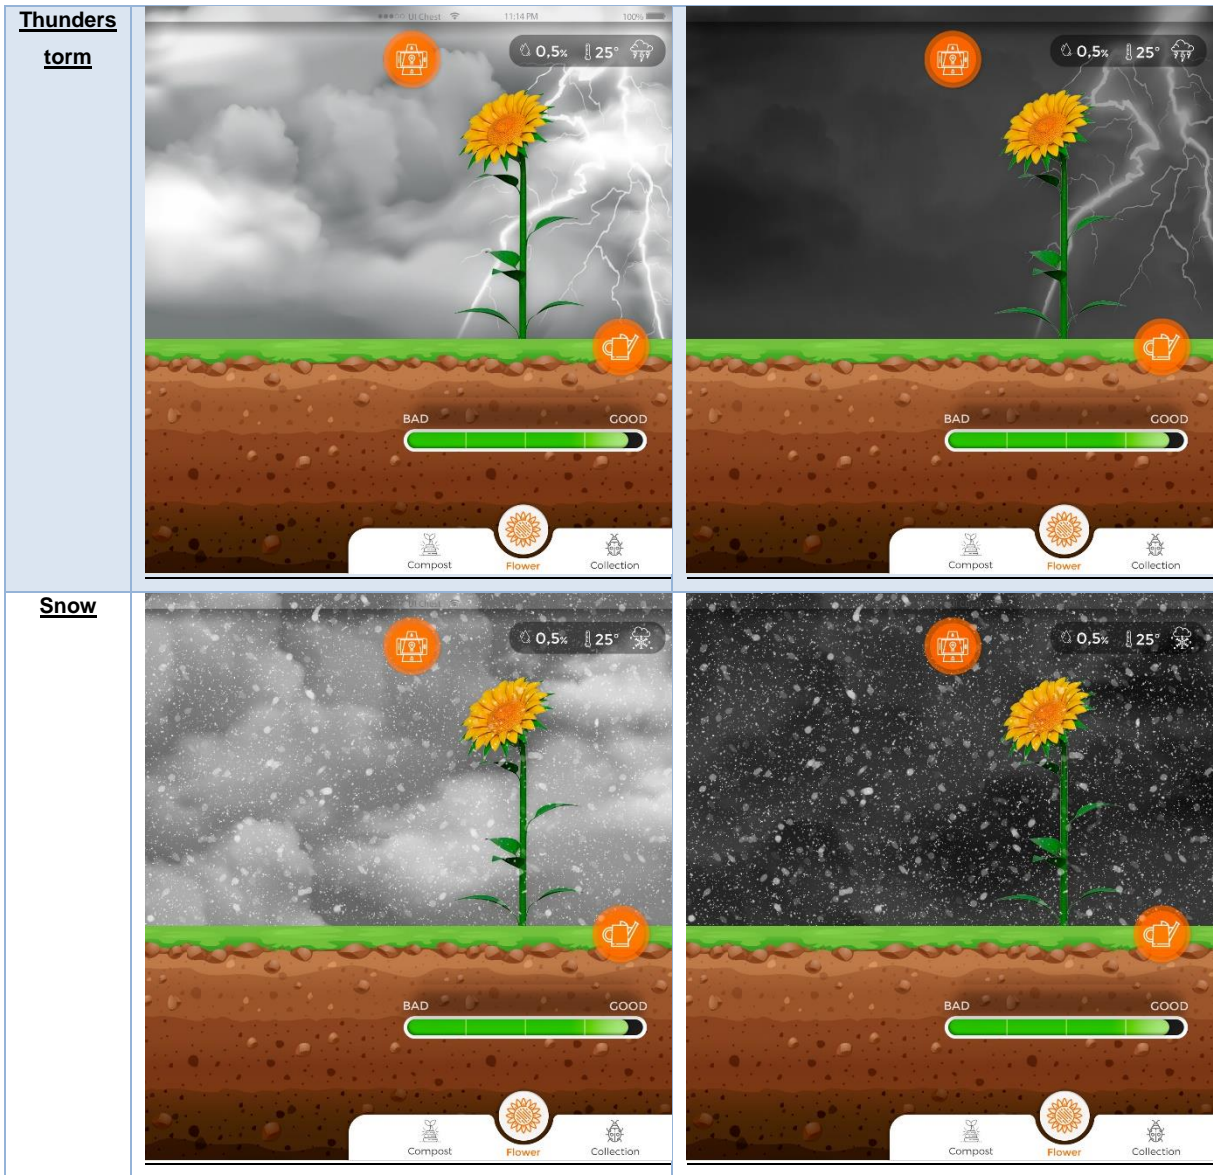 Thunders
torm
UI Chest 11:14 PM 100%
0,5% 25°
BAD GOOD
Compost Flower Collection
0,5% 25°
BAD GOOD
Compost Flower Collection
Snow
0,5% 25°
BAD GOOD
Compost Flower Collection
0,5% 25°
BAD GOOD
Compost Flower Collection